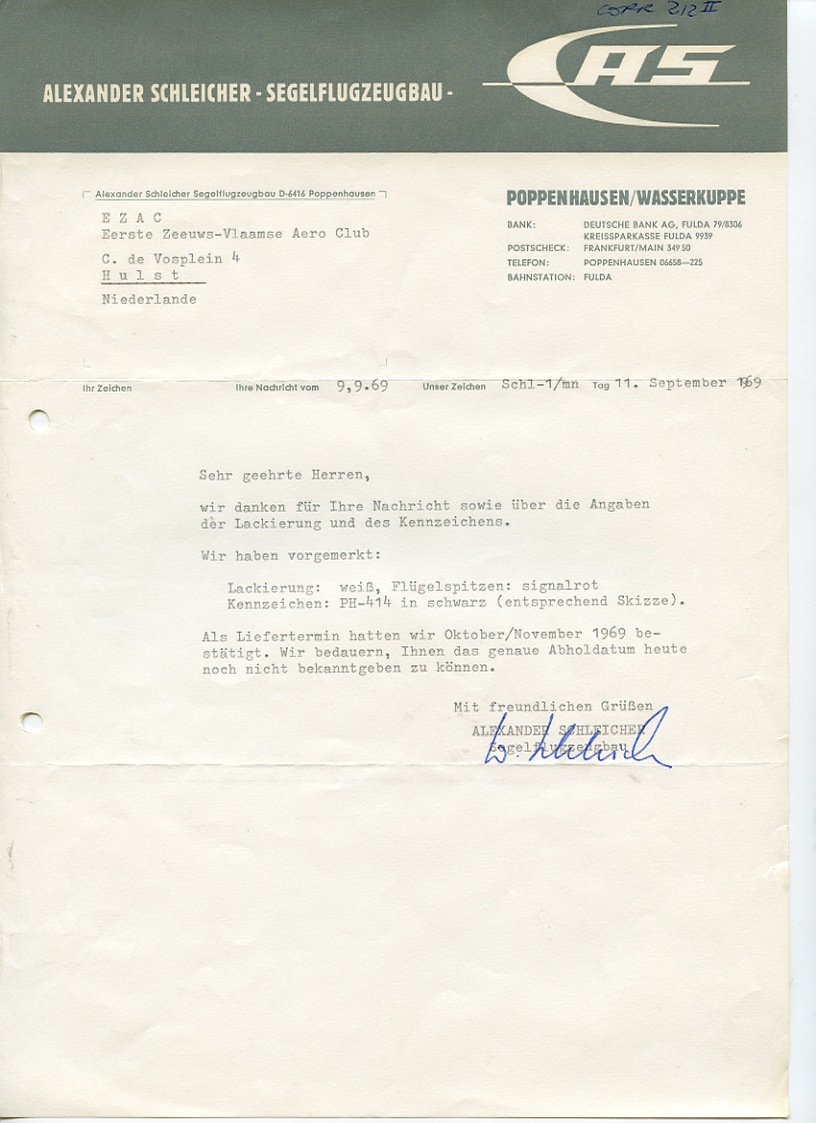 CORR 212 II
AS
ALEXANDER SCHLEICHER - SEGELFLUGZEUGBAU -
Alexander Schleicher Segelflugzeugbau D-6416 Poppenhausen
E Z A C
Eerste Zeeuws-Vlaamse Aero Club
C. de Vosplein 4
H u l s t
Niederlande
POPPENHAUSEN/WASSERKUPPE
BANK: DEUTSCHE BANK AG, FULDA 79/8306
KREISSPARKASSE FULDA 9939
POSTSCHECK: FRANKFURT/MAIN 349 50
TELEFON: POPPENHAUSEN 06658—225
BAHNSTATION: FULDA
Ihr Zeichen Ihre Nachricht vom 9,9.69 Unser Zeichen Schl-1/mn Tag 11. September 1969
Sehr geehrte Herren,
wir danken für Ihre Nachricht sowie über die Angaben
der Lackierung und des Kennzeichens.
Wir haben vorgemerkt:
Lackierung: weiß, Flügelspitzen: signalrot
Kennzeichen: PH-414 in schwarz (entsprechend Skizze).
Als Liefertermin hatten wir Oktober/November 1969 be-
stätigt. Wir bedauern, Ihnen das genaue Abholdatum heute
noch nicht bekanntgeben zu können.
Mit freundlichen Grüßen
ALEXANDER SCHLEICHER
Segelflugzeugbau